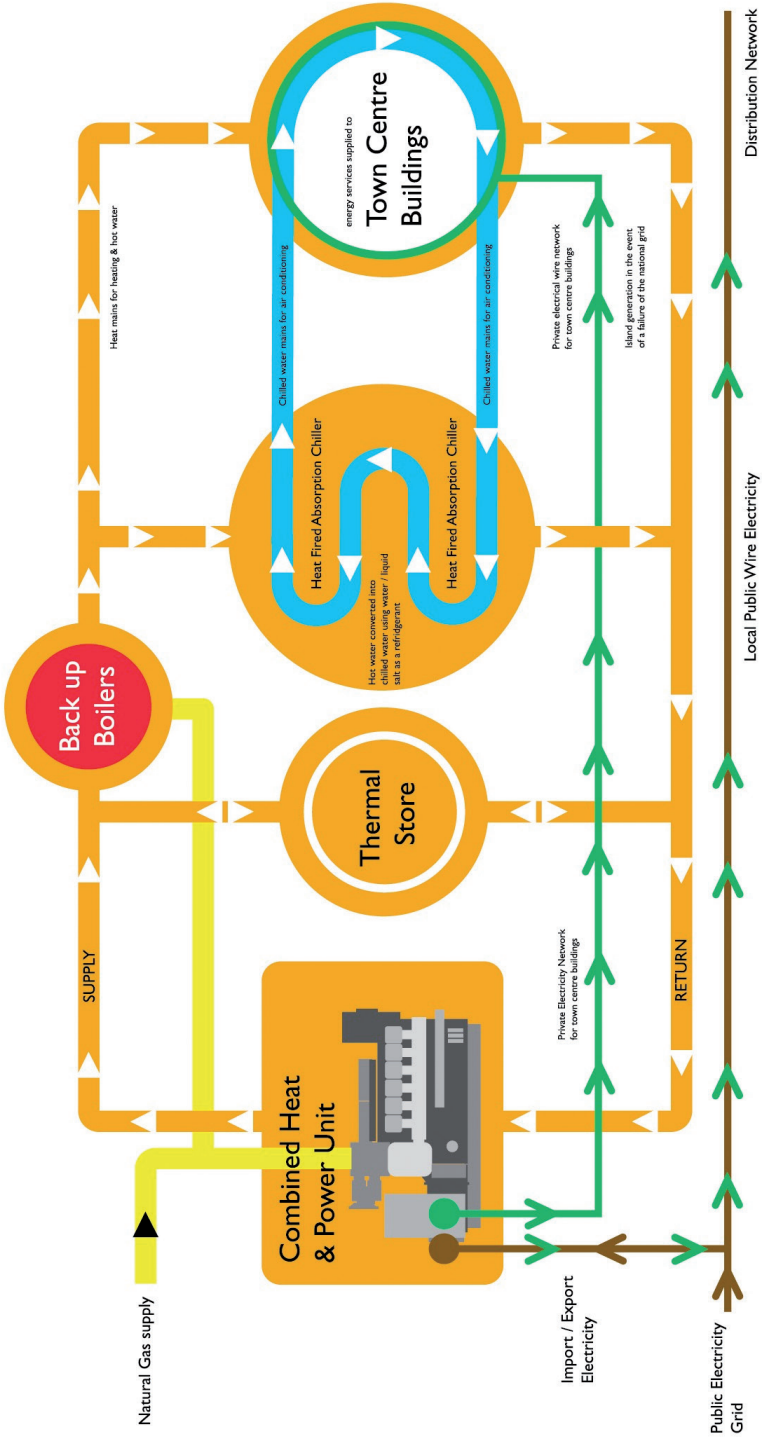 Natural Gas supply
SUPPLY
Back up
Boilers
Heat mains for heating & hot water
Combined Heat
& Power Unit
Thermal
Store
Heat Fired Absorption Chiller
Hot water converted into
chilled water using water / liquid
salt as a refridgerant
Heat Fired Absorption Chiller
Chilled water mains for air conditioning
Chilled water mains for air conditioning
energy services supplied to
Town Centre
Buildings
Import / Export
Electricity
Private Electricity Network
for town centre buildings
Private electrical wire network
for town centre buildings
Island generation in the event
of a failure of the national grid
RETURN
Public Electricity
Grid
Local Public Wire Electricity
Distribution Network